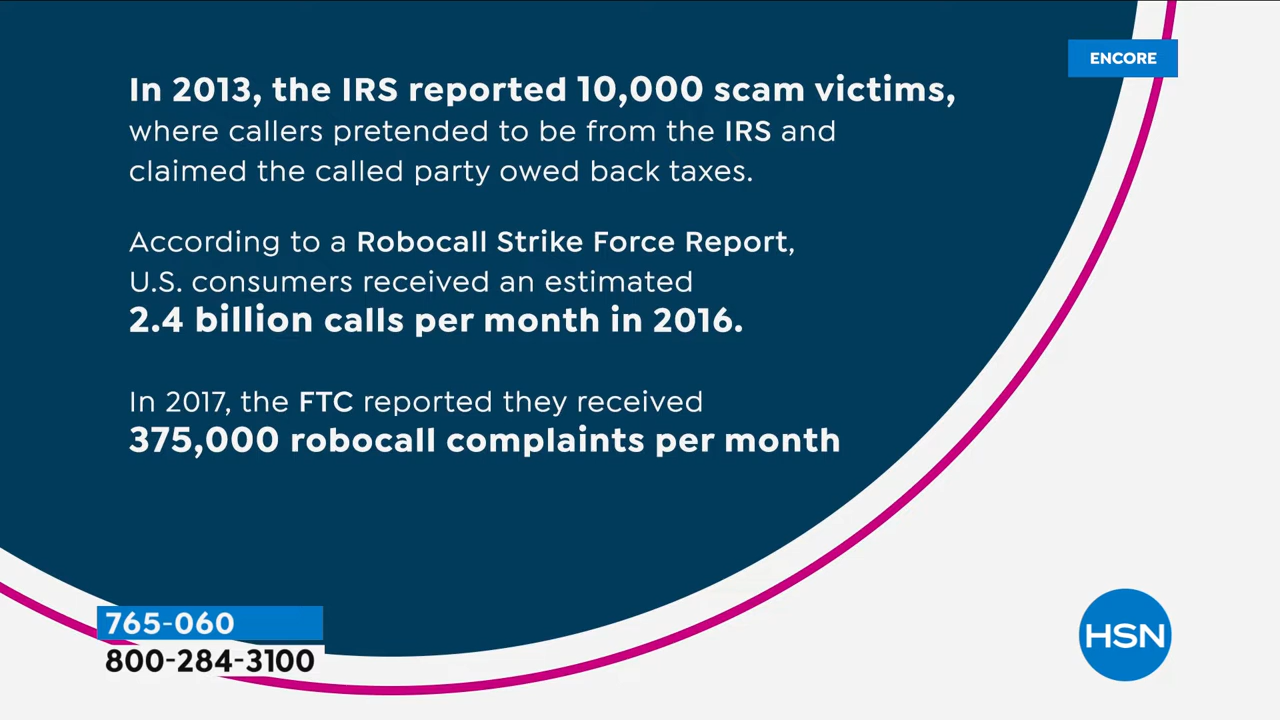 ENCORE
In 2013, the IRS reported 10,000 scam victims,
where callers pretended to be from the IRS and
claimed the called party owed back taxes.
According to a Robocall Strike Force Report,
U.S. consumers received an estimated
2.4 billion calls per month in 2016.
In 2017, the FTC reported they received
375,000 robocall complaints per month
765-060
800-284-3100
HSN